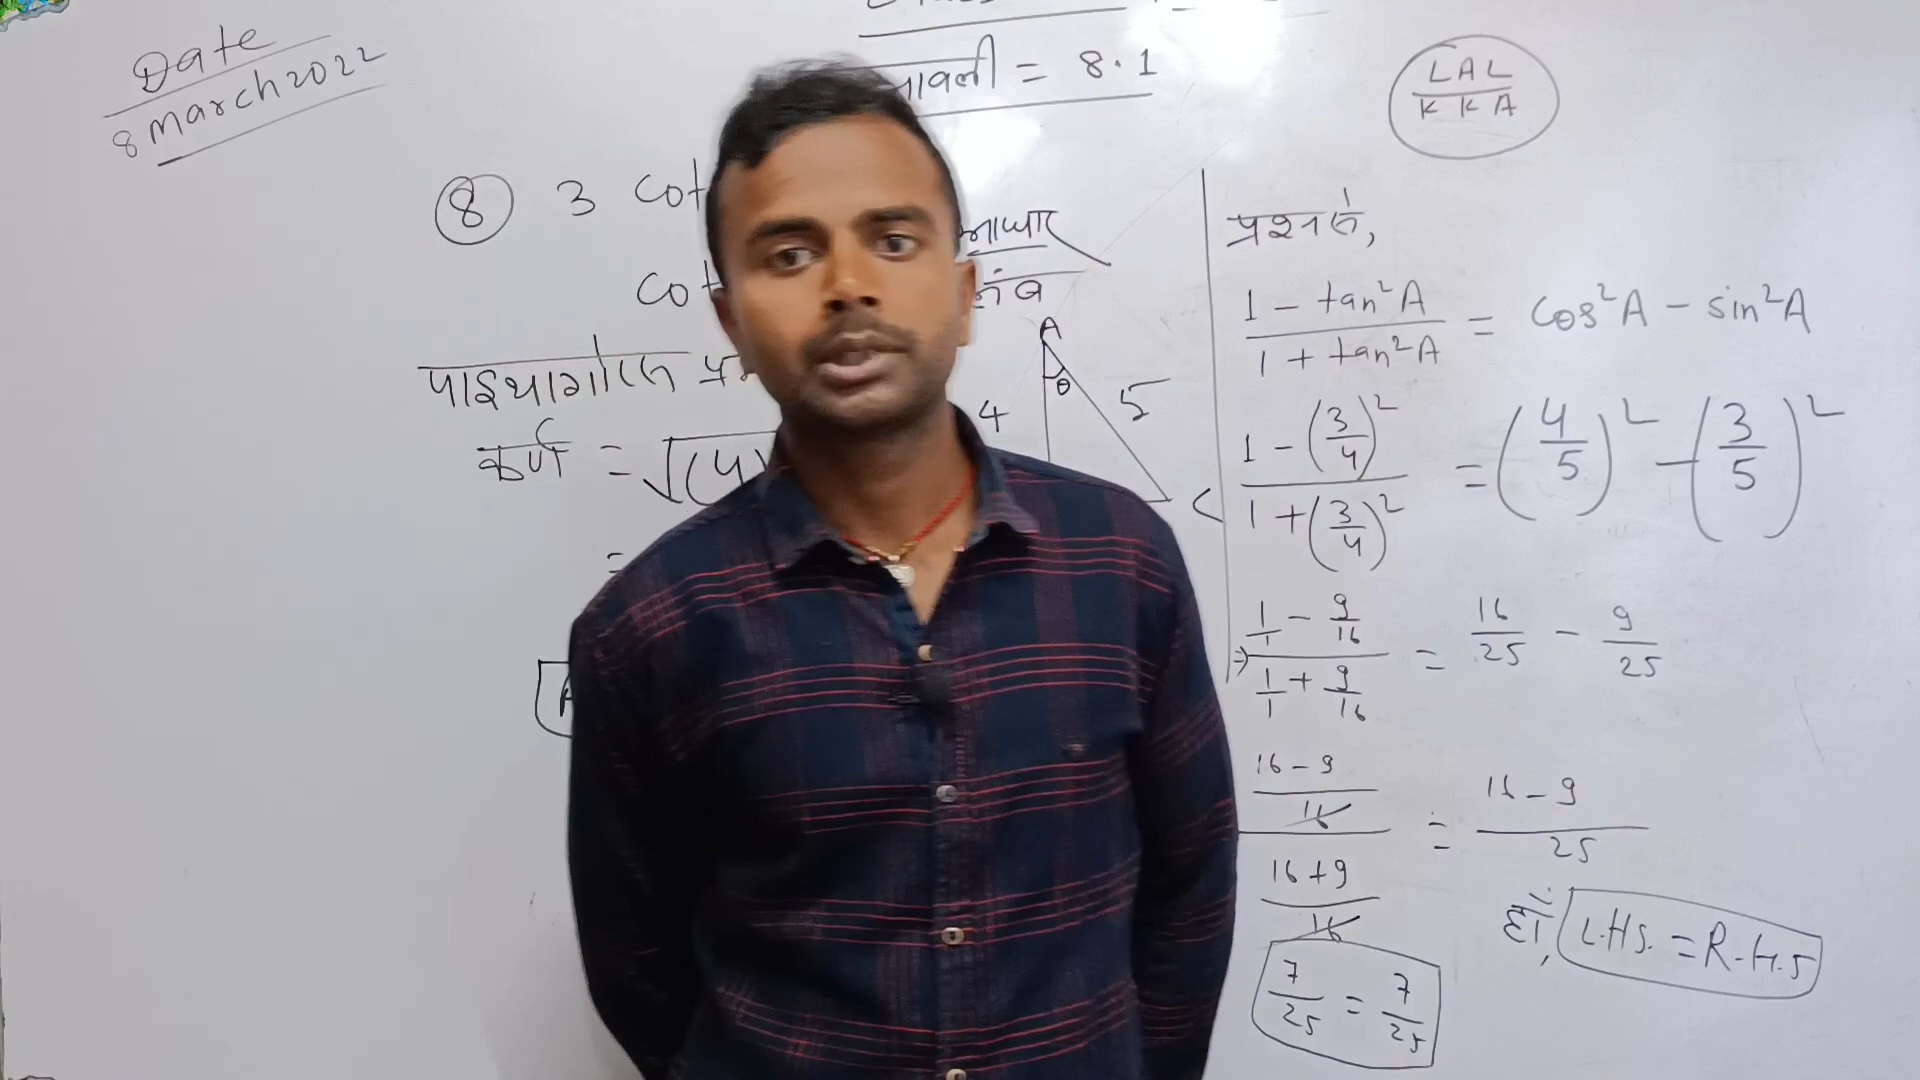 Date
8 March 2022
= 8.1
LAL
K K A
8 3 cot
cot
आधार
लंब
पाइथागोरस
कर्ण = √(4)
=
A
θ
4
5
C
प्रश्न से,
1 - tan²A / 1 + tan²A = cos²A - sin²A
1 - (3/4)² / 1 + (3/4)² = (4/5)² - (3/5)²
⇒ 1/1 - 9/16 / 1/1 + 9/16 = 16/25 - 9/25
16 - 9 / 16 / 16 + 9 / 16 = 16 - 9 / 25
7/25 = 7/25
हाँ, L.H.S. = R.H.S